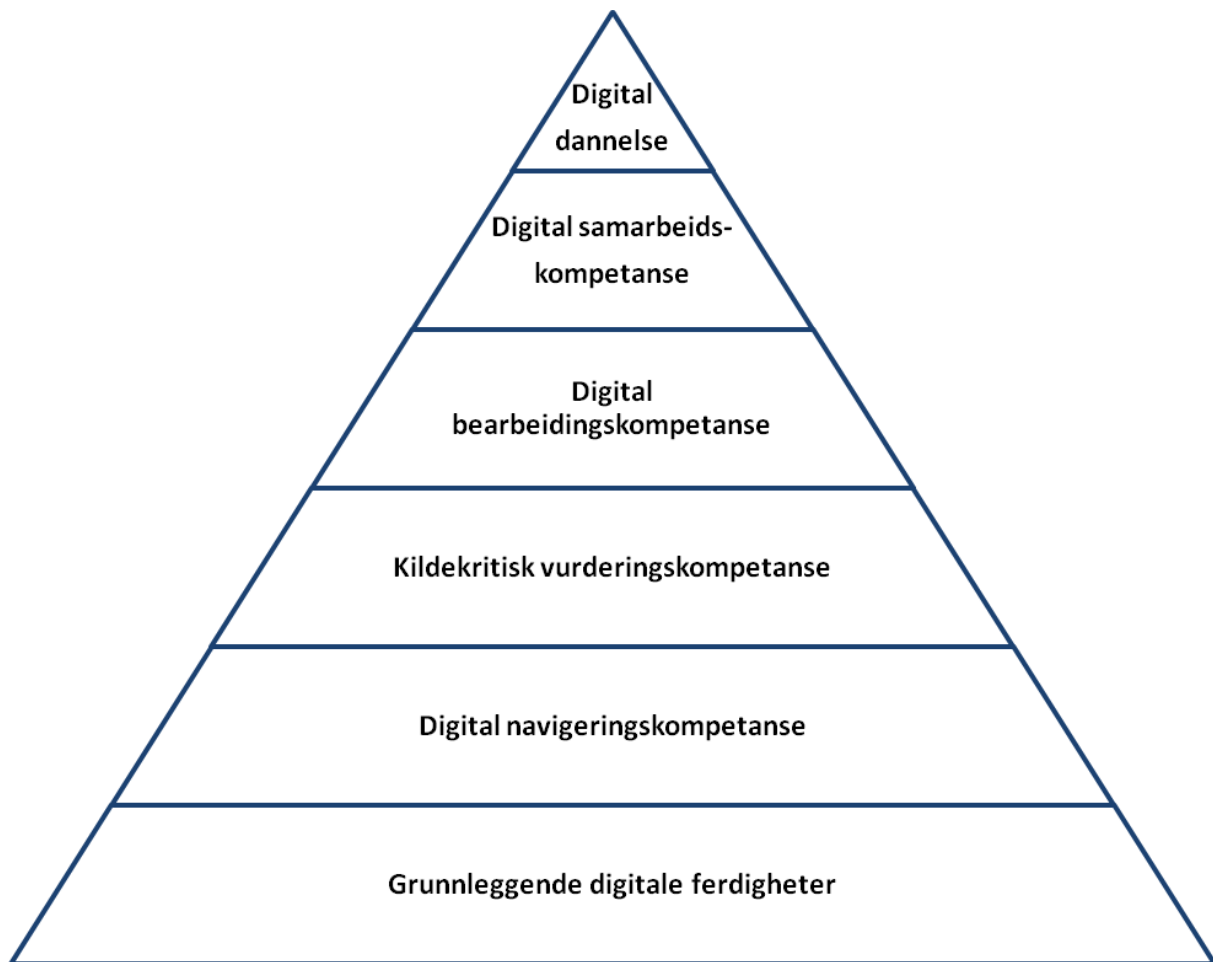 Digital
dannelse
Digital samarbeids-
kompetanse
Digital
bearbeidingskompetanse
Kildekritisk vurderingskompetanse
Digital navigeringskompetanse
Grunnleggende digitale ferdigheter